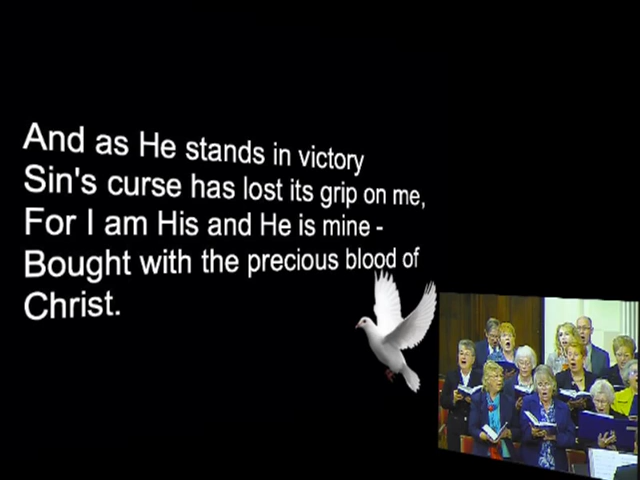 And as He stands in victory
Sin's curse has lost its grip on me,
For I am His and He is mine -
Bought with the precious blood of
Christ.